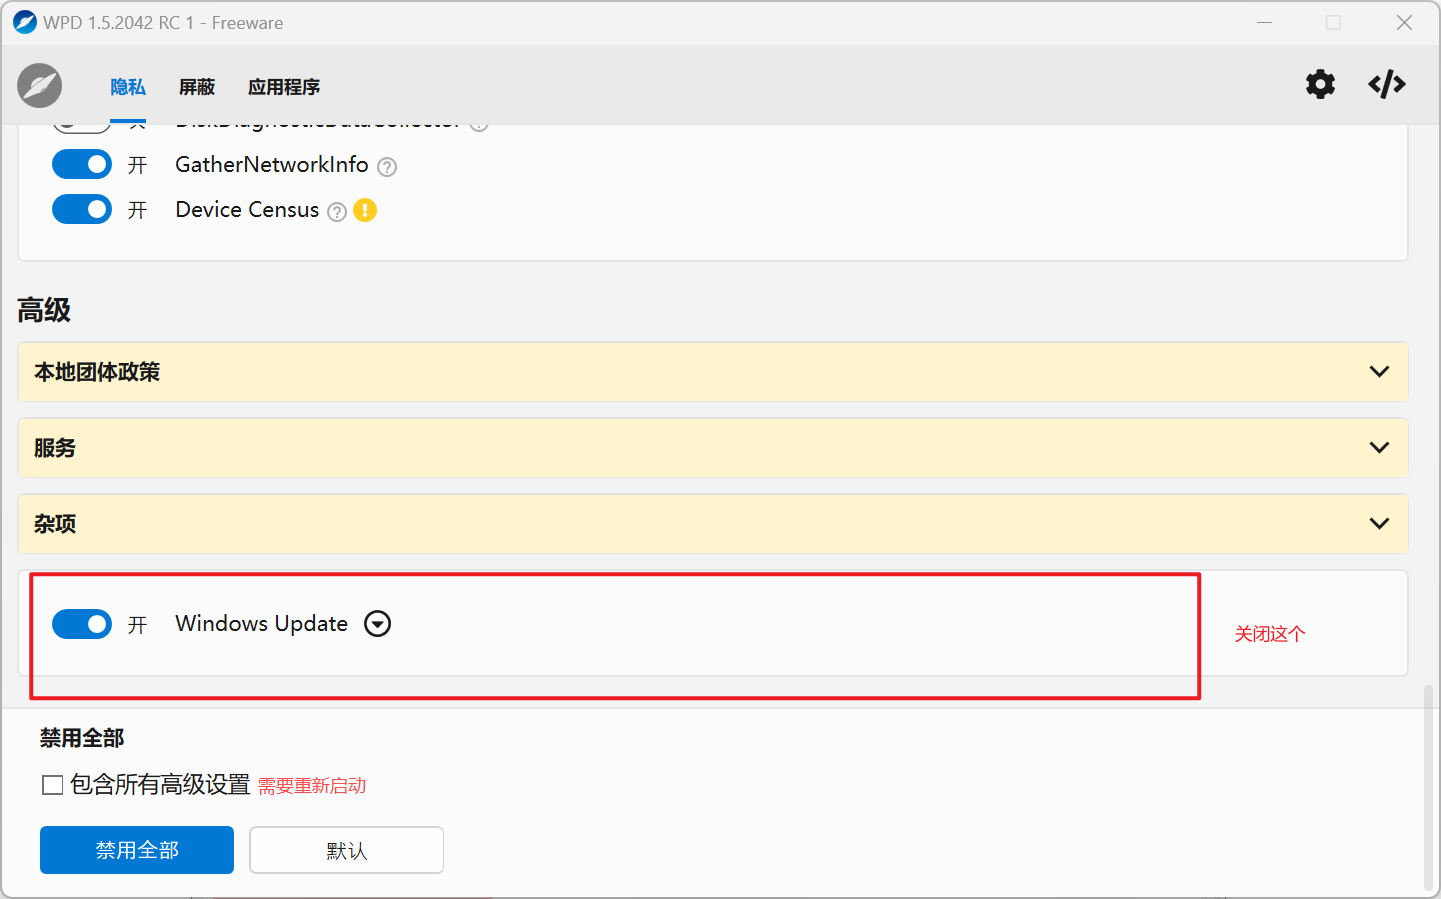 WPD 1.5.2042 RC 1 - Freeware
隐私 屏蔽 应用程序
关 DiskDiagnosticDataCollector
开 GatherNetworkInfo
开 Device Census
高级
本地团体政策
服务
杂项
开 Windows Update
关闭这个
禁用全部
包含所有高级设置 需要重新启动
禁用全部 默认